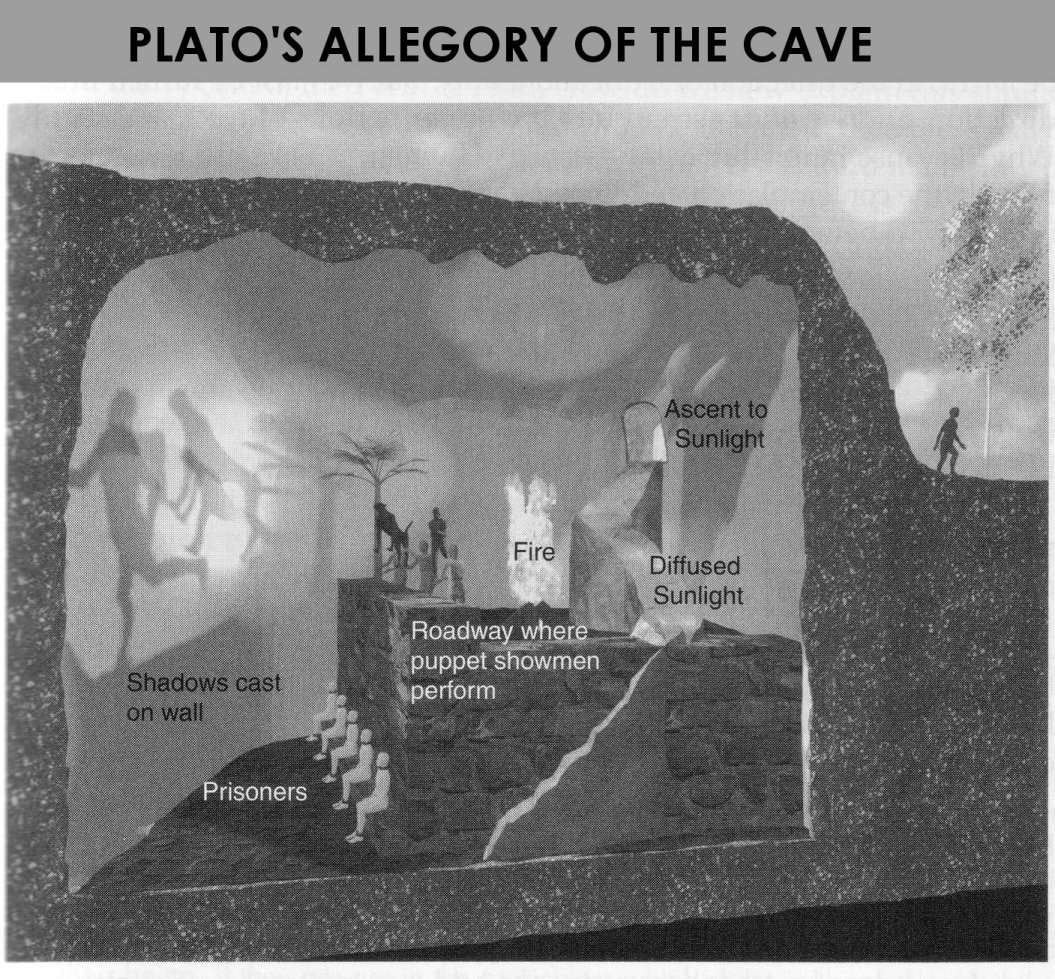 PLATO'S ALLEGORY OF THE CAVE
Ascent to
Sunlight
Fire
Diffused
Sunlight
Roadway where
puppet showmen
perform
Shadows cast
on wall
Prisoners